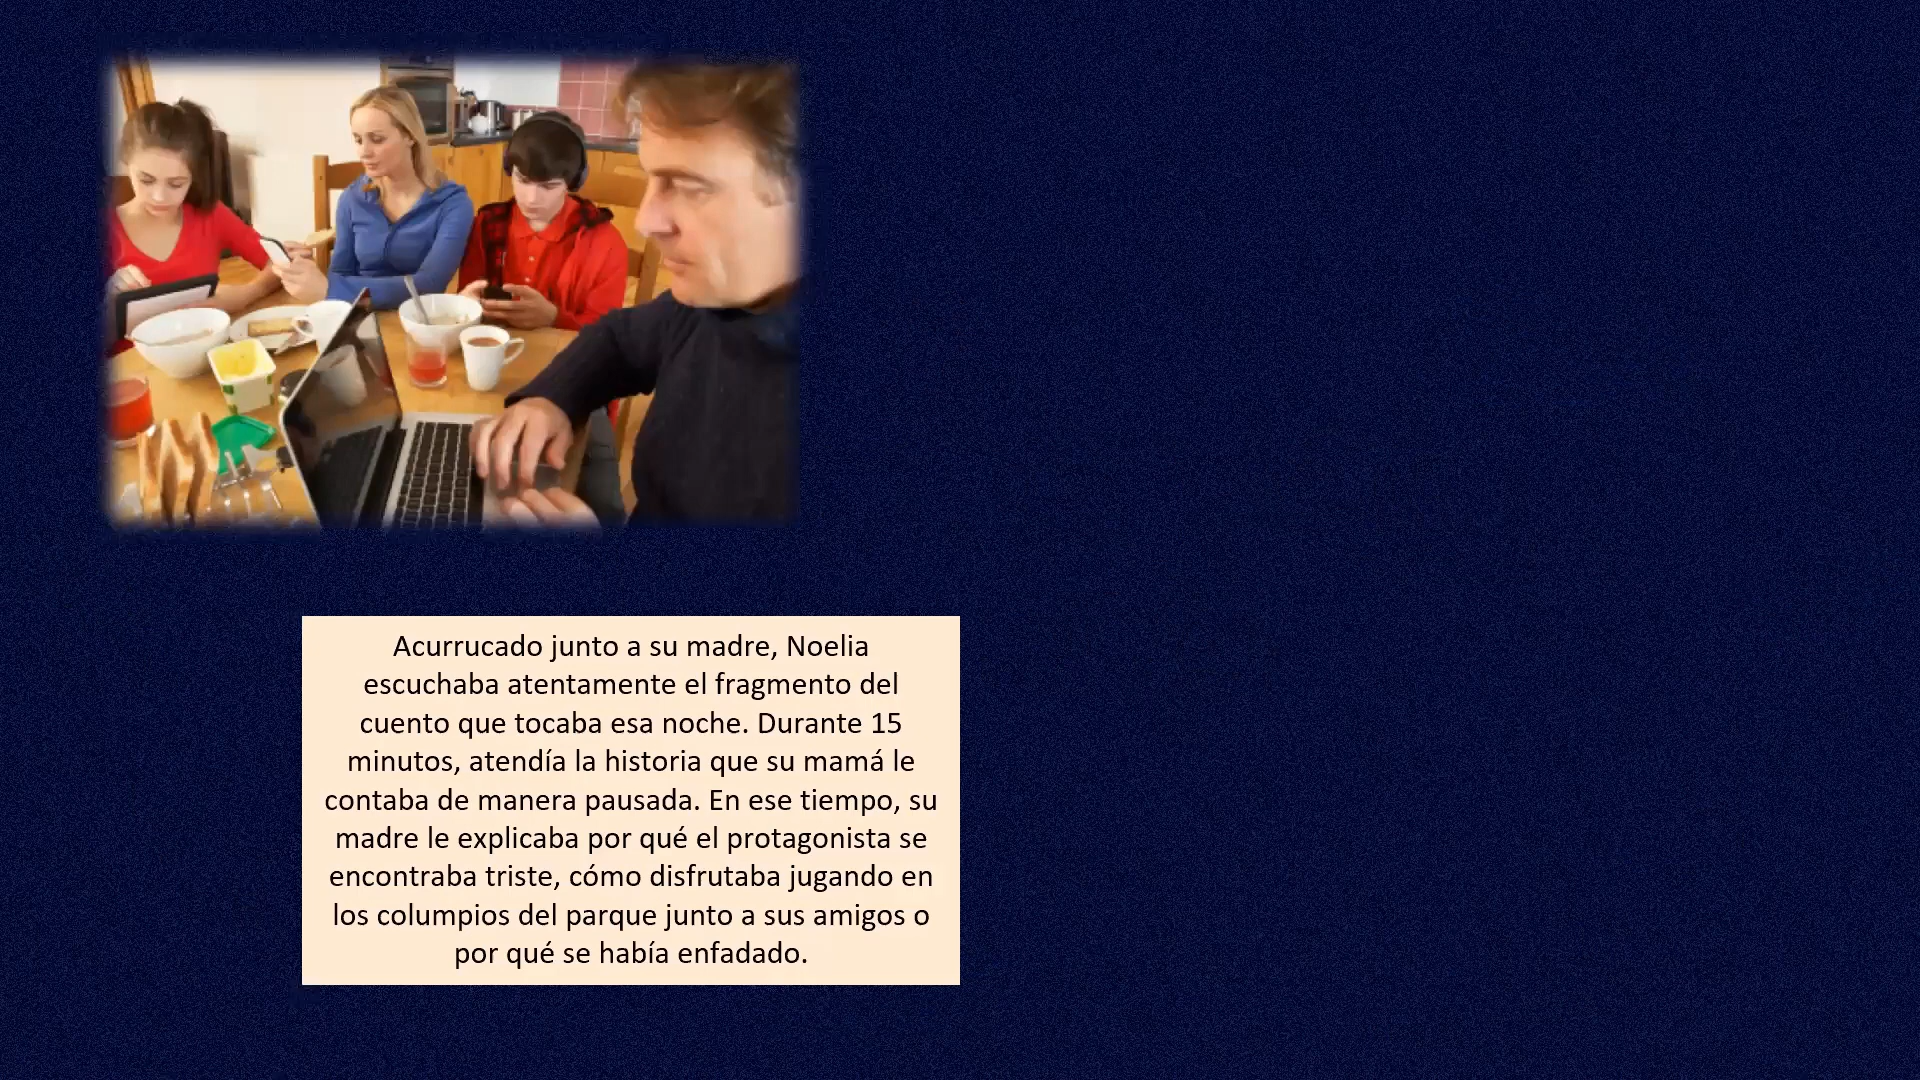 Acurrucado junto a su madre, Noelia
escuchaba atentamente el fragmento del
cuento que tocaba esa noche. Durante 15
minutos, atendía la historia que su mamá le
contaba de manera pausada. En ese tiempo, su
madre le explicaba por qué el protagonista se
encontraba triste, cómo disfrutaba jugando en
los columpios del parque junto a sus amigos o
por qué se había enfadado.